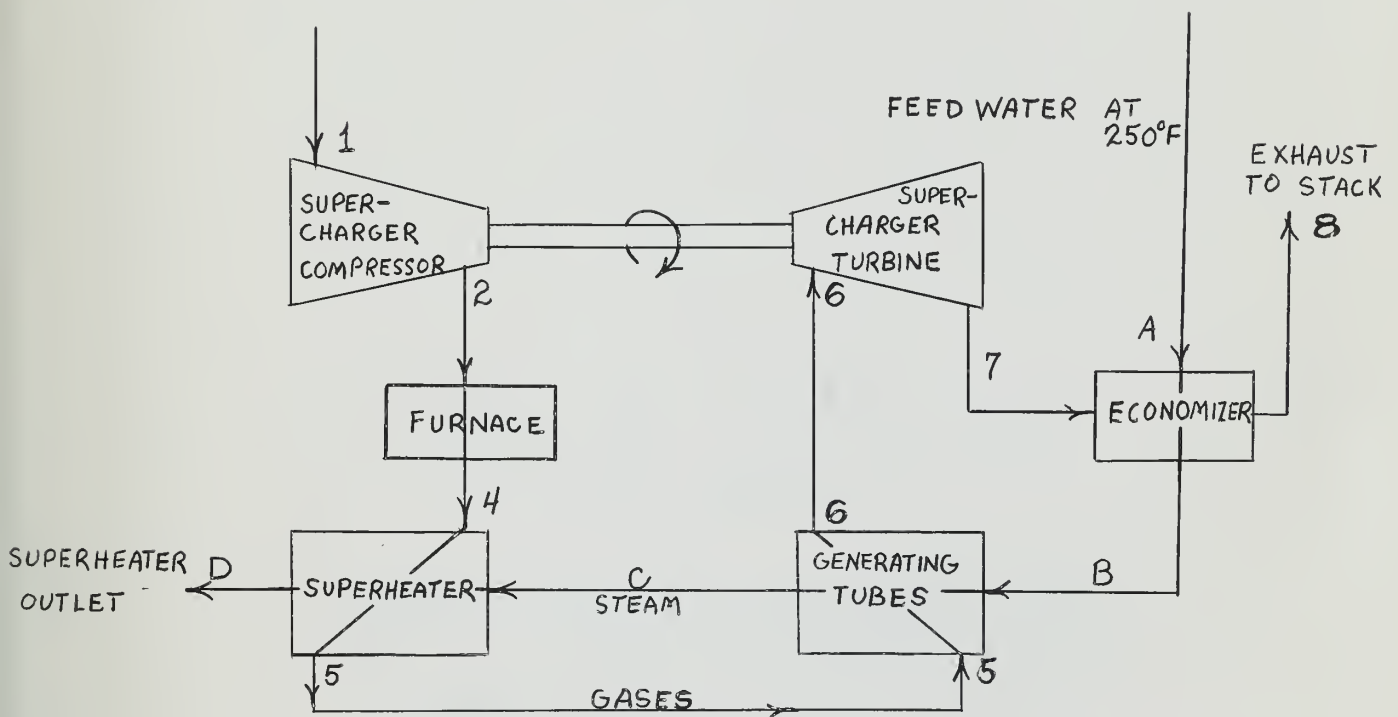 1
SUPER-
CHARGER
COMPRESSOR
2
FURNACE
4
SUPERHEATER
SUPERHEATER
OUTLET
D
5
GASES
5
C
STEAM
GENERATING
TUBES
B
6
6
SUPER-
CHARGER
TURBINE
7
FEED WATER AT
250°F
A
ECONOMIZER
EXHAUST
TO STACK
8